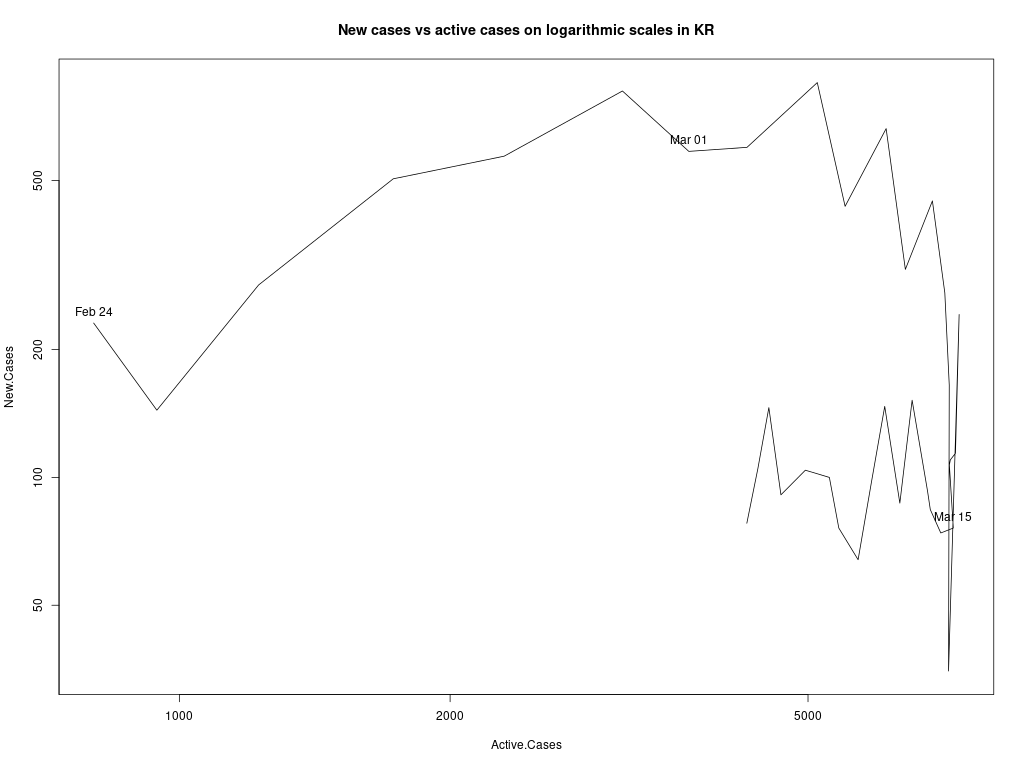 New cases vs active cases on logarithmic scales in KR
Mar 01
500
Feb 24
200
New.Cases
100
Mar 15
50
1000 2000 5000
Active.Cases